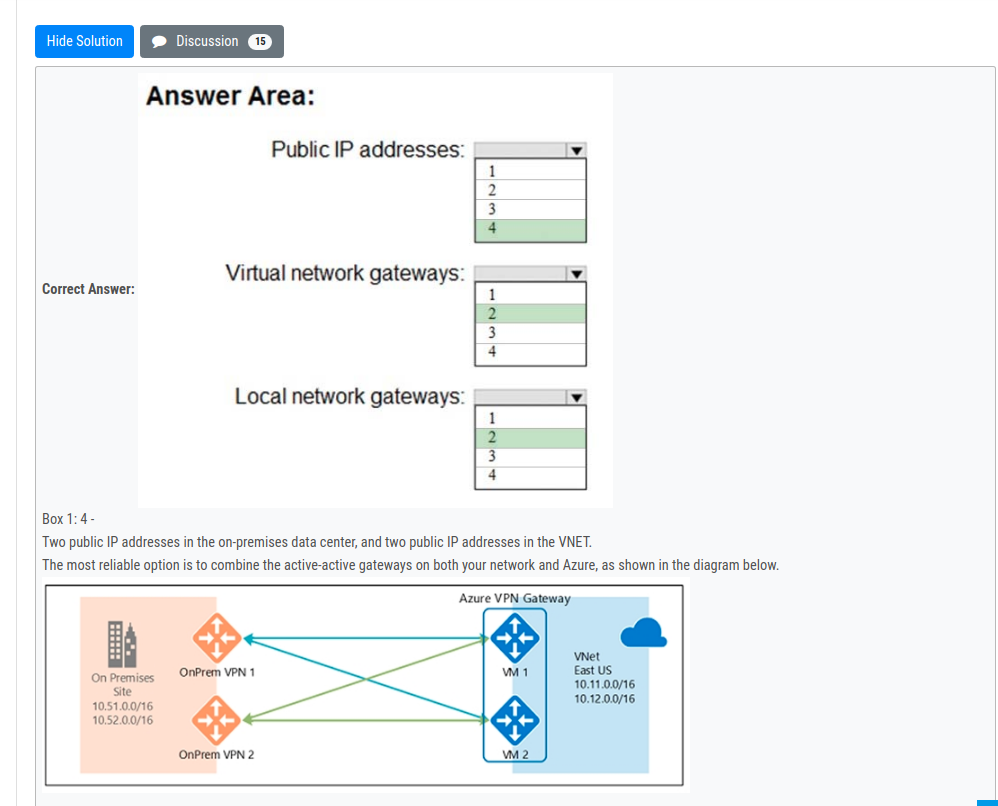 Hide Solution
Discussion 15
Answer Area:
Public IP addresses:
1
2
3
4
Correct Answer:
Virtual network gateways:
1
2
3
4
Local network gateways:
1
2
3
4
Box 1: 4 -
Two public IP addresses in the on-premises data center, and two public IP addresses in the VNET.
The most reliable option is to combine the active-active gateways on both your network and Azure, as shown in the diagram below.
Azure VPN Gateway
On Premises
Site
10.51.0.0/16
10.52.0.0/16
OnPrem VPN 1
OnPrem VPN 2
VM 1
VM 2
VNet
East US
10.11.0.0/16
10.12.0.0/16